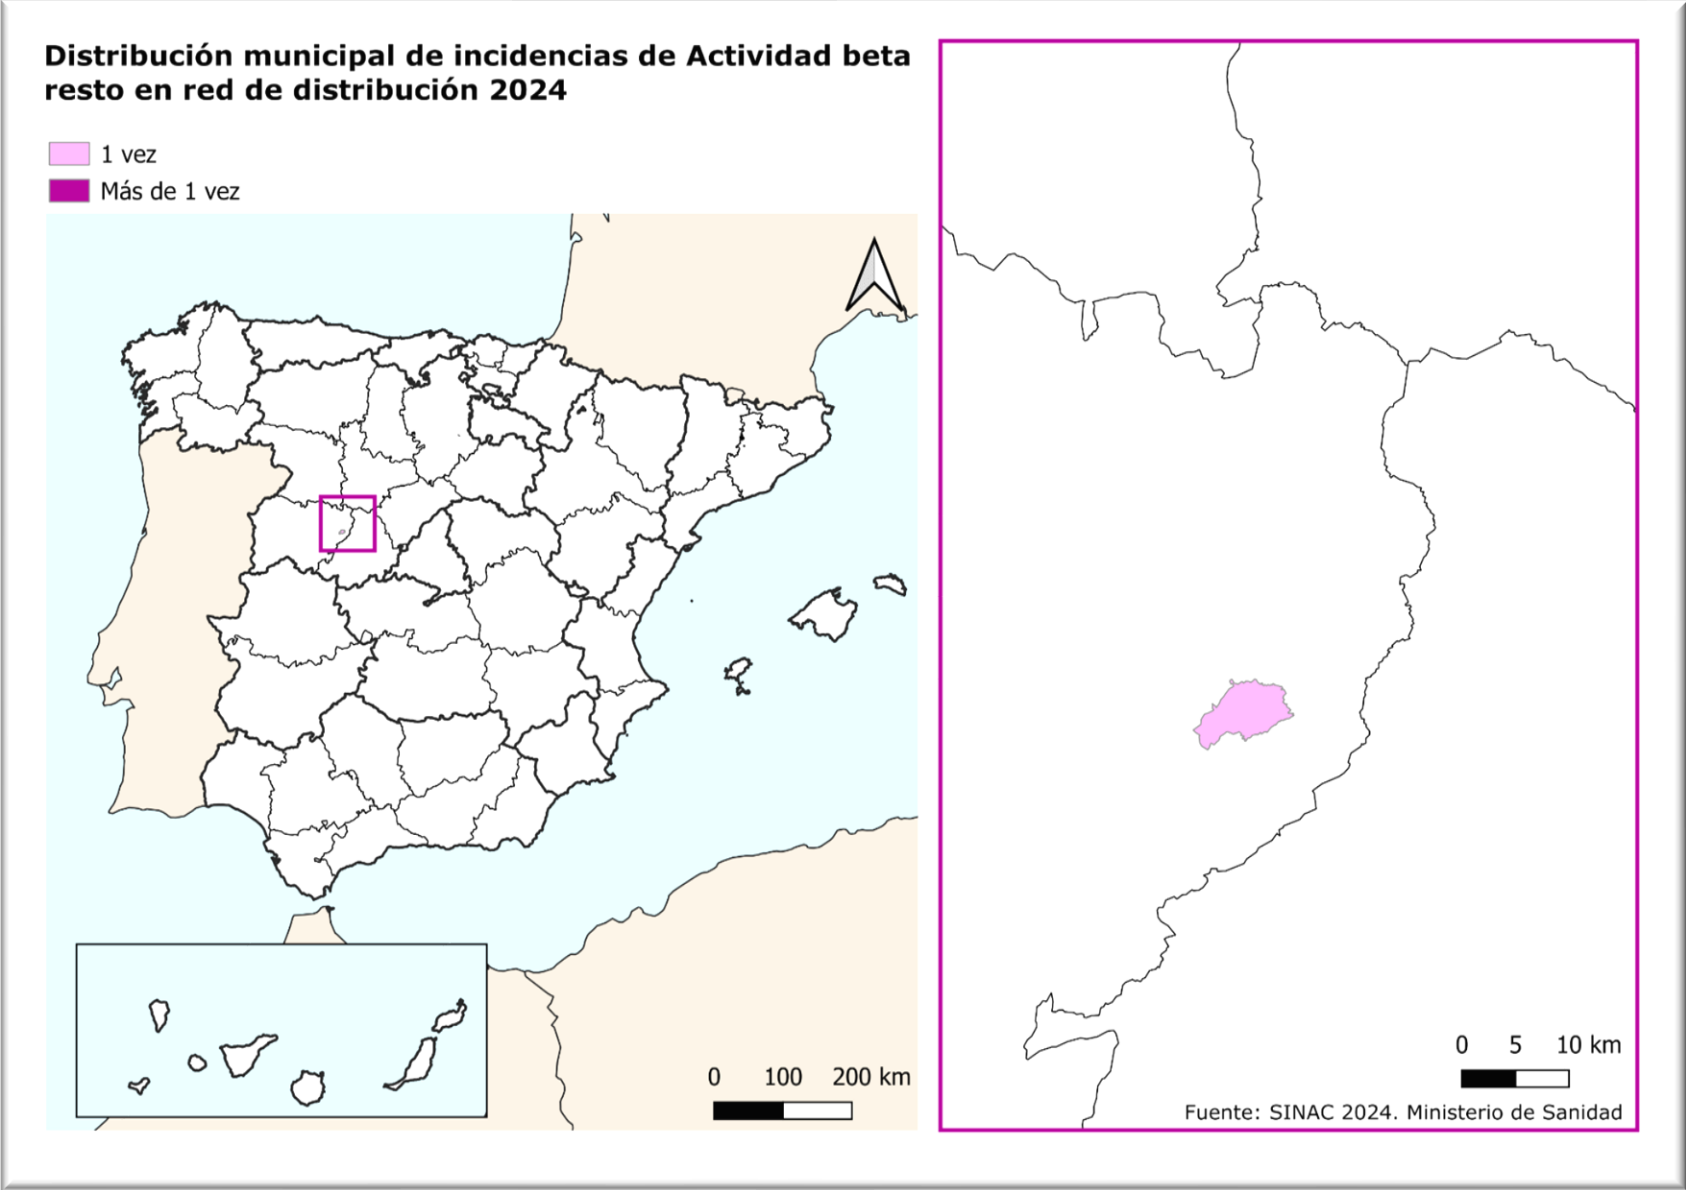 Distribución municipal de incidencias de Actividad beta
resto en red de distribución 2024
1 vez
Más de 1 vez
0 100 200 km
0 5 10 km
Fuente: SINAC 2024. Ministerio de Sanidad